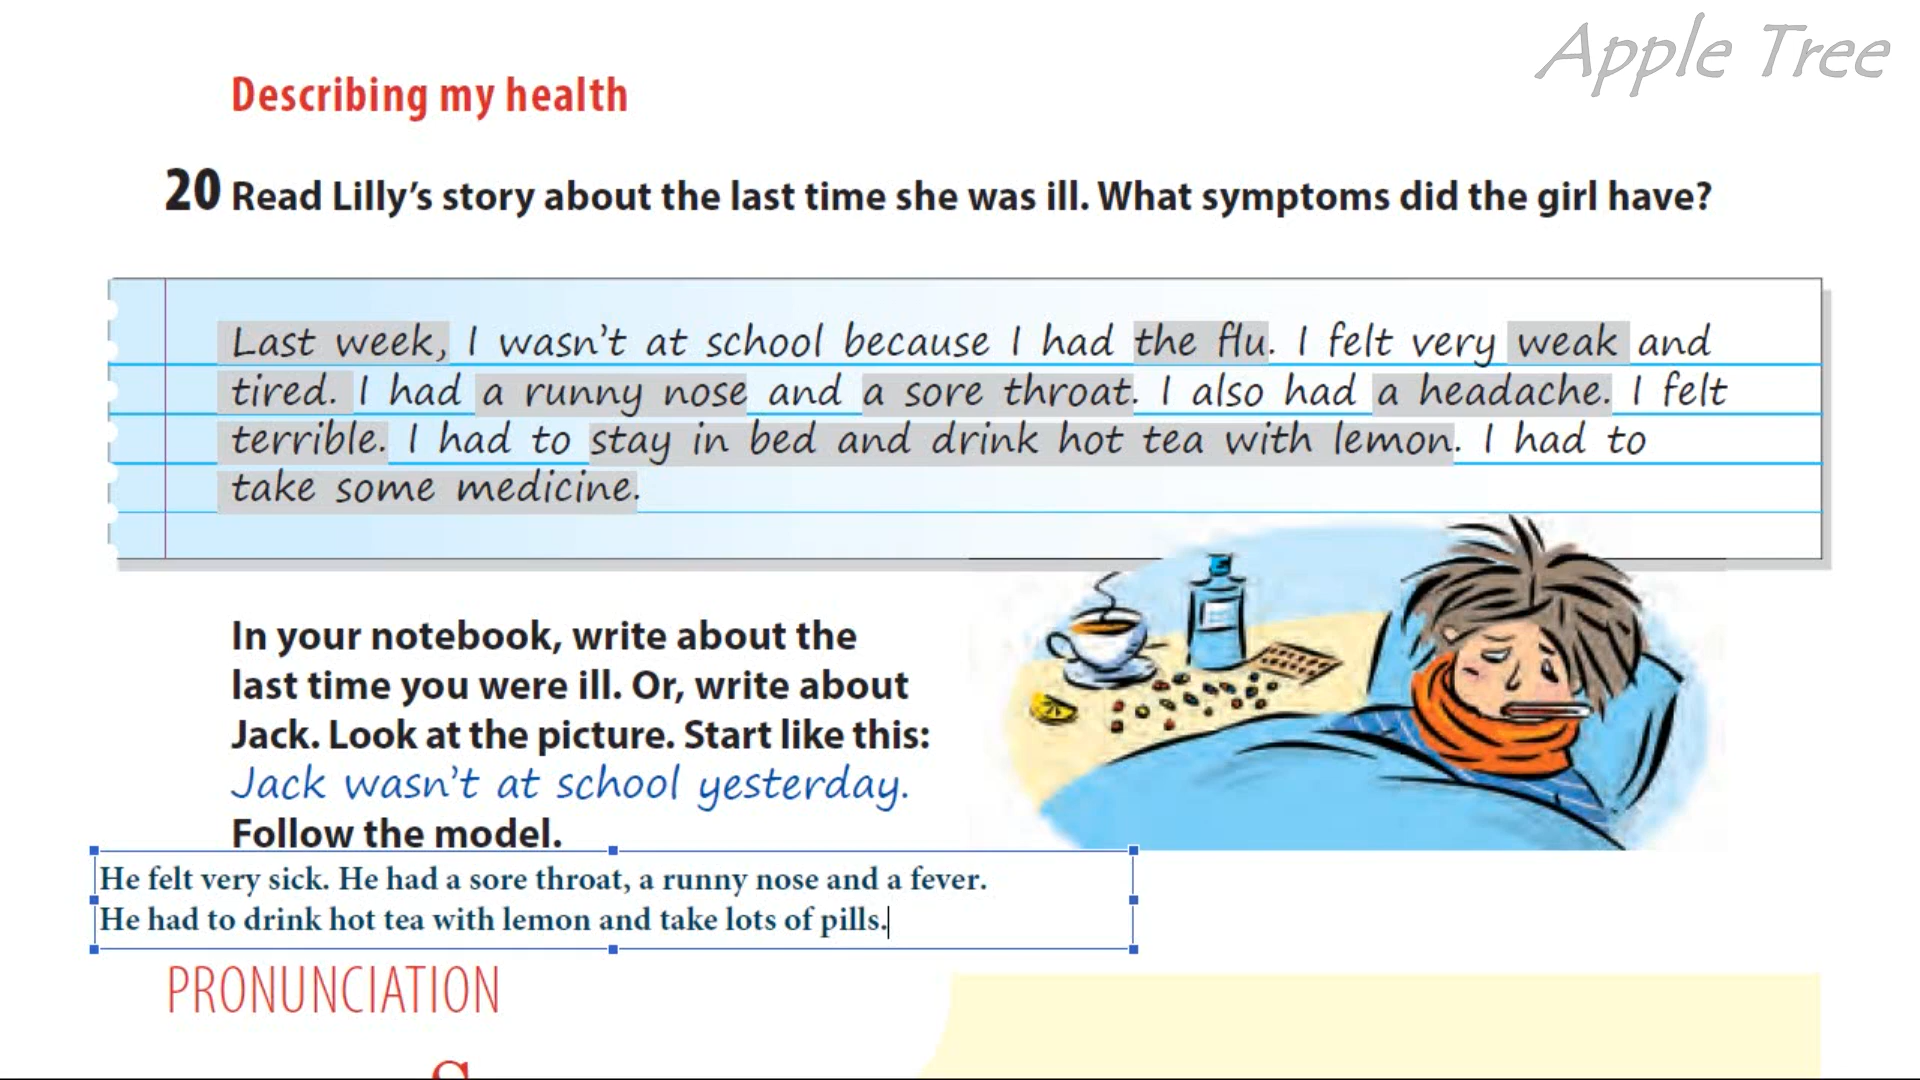 Apple Tree
Describing my health
20 Read Lilly's story about the last time she was ill. What symptoms did the girl have?
Last week, I wasn't at school because I had the flu. I felt very weak and
tired. I had a runny nose and a sore throat. I also had a headache. I felt
terrible. I had to stay in bed and drink hot tea with lemon. I had to
take some medicine.
In your notebook, write about the
last time you were ill. Or, write about
Jack. Look at the picture. Start like this:
Jack wasn't at school yesterday.
Follow the model.
He felt very sick. He had a sore throat, a runny nose and a fever.
He had to drink hot tea with lemon and take lots of pills.
PRONUNCIATION